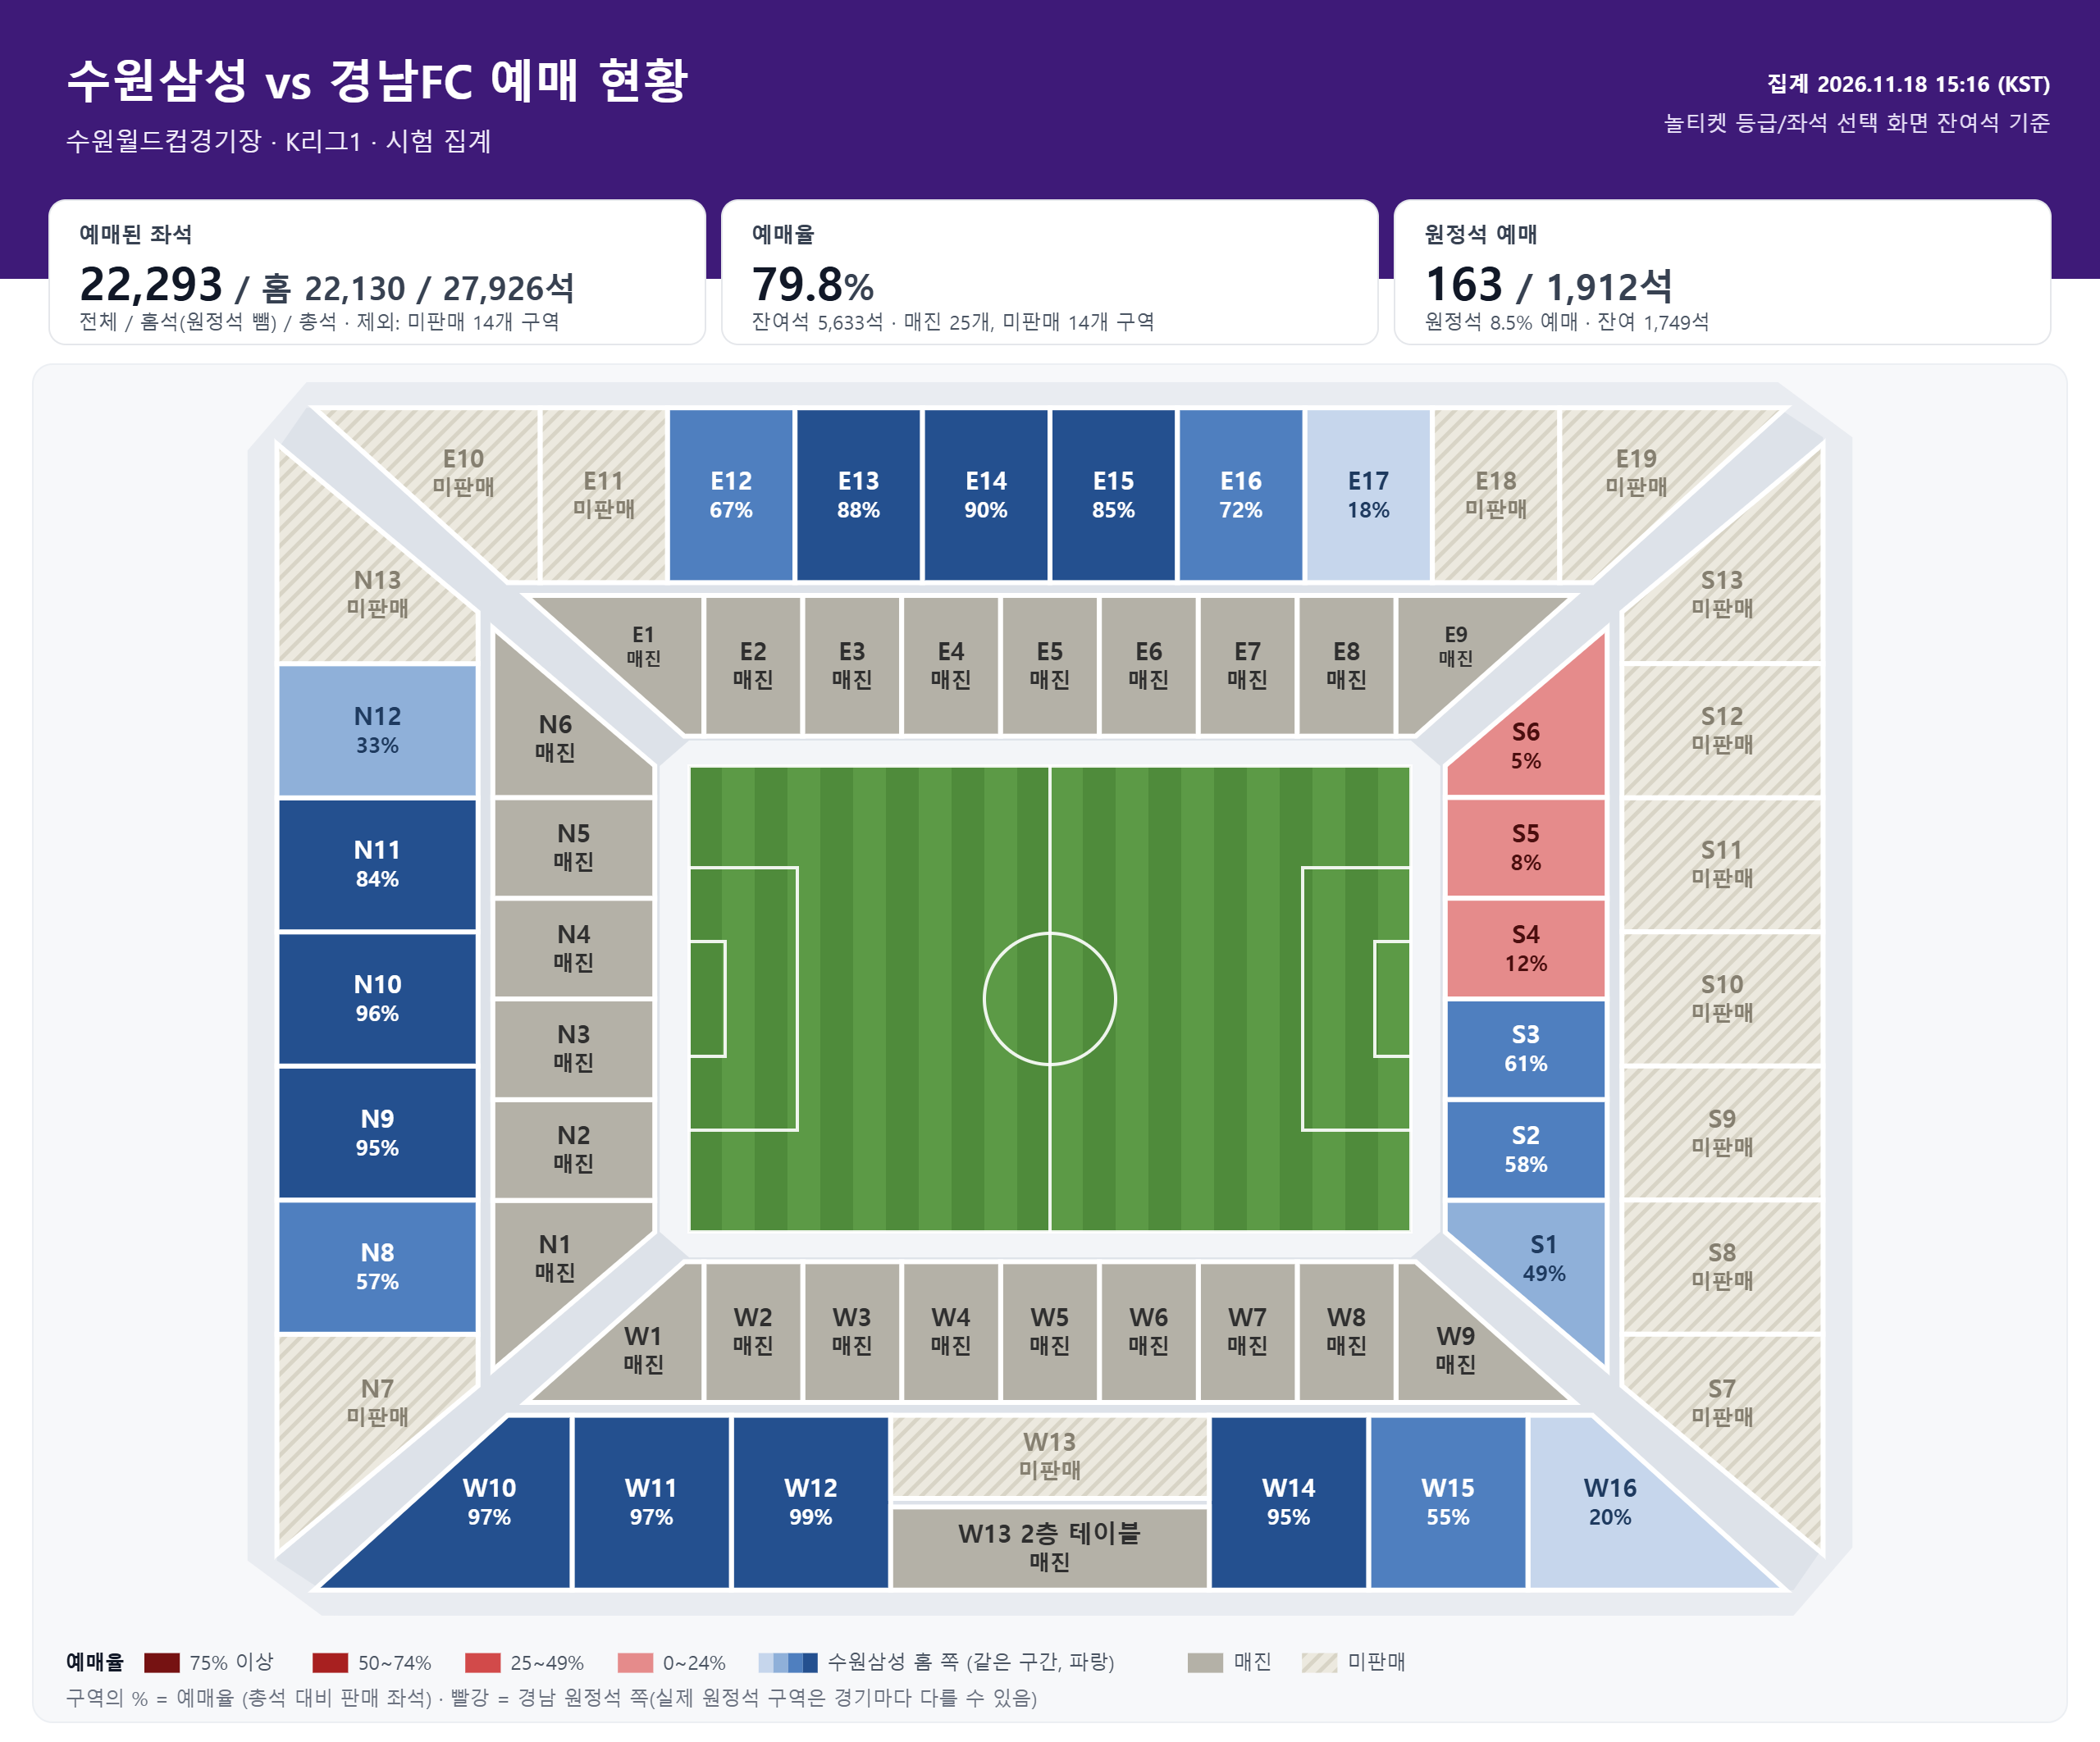 수원삼성 vs 경남FC 예매 현황
수원월드컵경기장 · K리그1 · 시험 집계
집계 2026.11.18 15:16 (KST)
놀티켓 등급/좌석 선택 화면 잔여석 기준
예매된 좌석
22,293 / 홈 22,130 / 27,926석
전체 / 홈석(원정석 뺌) / 총석 · 제외: 미판매 14개 구역
예매율
79.8%
잔여석 5,633석 · 매진 25개, 미판매 14개 구역
원정석 예매
163 / 1,912석
원정석 8.5% 예매 · 잔여 1,749석
E10
미판매
E11
미판매
E12
67%
E13
88%
E14
90%
E15
85%
E16
72%
E17
18%
E18
미판매
E19
미판매
N13
미판매
N12
33%
N11
84%
N10
96%
N9
95%
N8
57%
N7
미판매
E1
매진
E2
매진
E3
매진
E4
매진
E5
매진
E6
매진
E7
매진
E8
매진
E9
매진
N6
매진
N5
매진
N4
매진
N3
매진
N2
매진
N1
매진
S6
5%
S5
8%
S4
12%
S3
61%
S2
58%
S1
49%
S13
미판매
S12
미판매
S11
미판매
S10
미판매
S9
미판매
S8
미판매
S7
미판매
W1
매진
W2
매진
W3
매진
W4
매진
W5
매진
W6
매진
W7
매진
W8
매진
W9
매진
W10
97%
W11
97%
W12
99%
W13
미판매
W13 2층 테이블
매진
W14
95%
W15
55%
W16
20%
예매율 75% 이상 50~74% 25~49% 0~24% 수원삼성 홈 쪽 (같은 구간, 파랑) 매진 미판매
구역의 % = 예매율 (총석 대비 판매 좌석) · 빨강 = 경남 원정석 쪽(실제 원정석 구역은 경기마다 다를 수 있음)